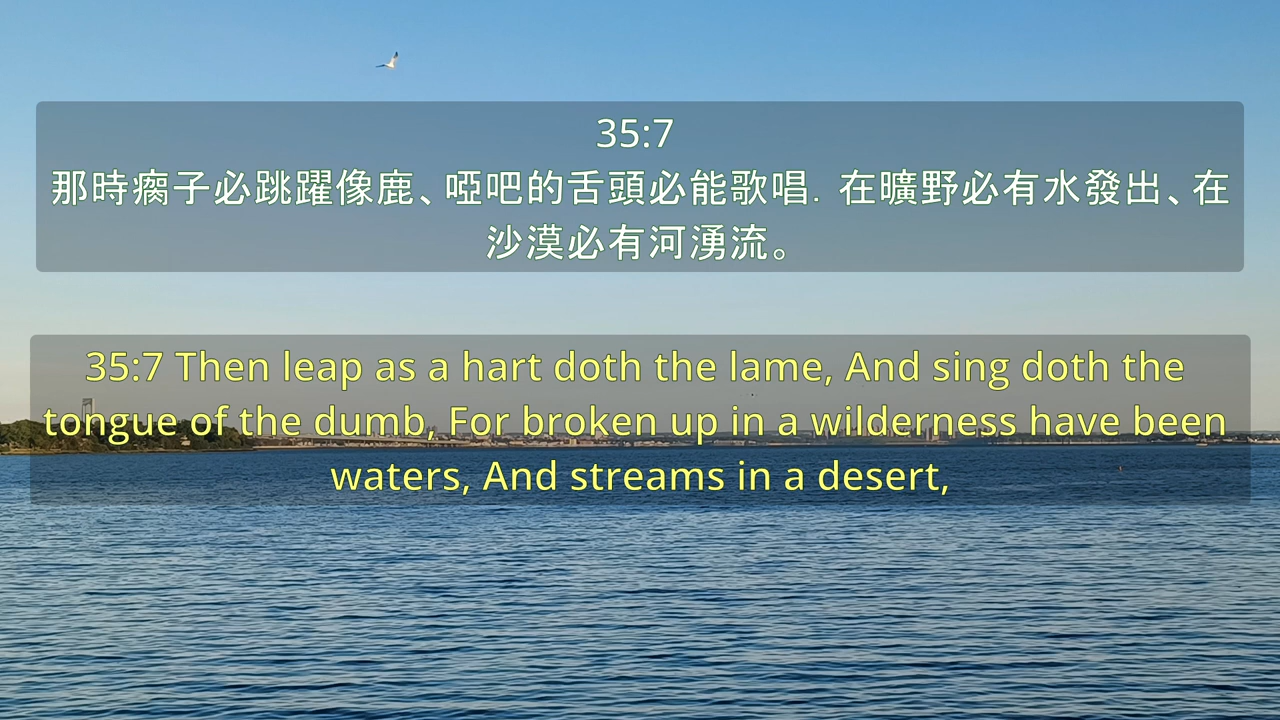 35:7
那時瘸子必跳躍像鹿、啞吧的舌頭必能歌唱. 在曠野必有水發出、在
沙漠必有河湧流。
35:7 Then leap as a hart doth the lame, And sing doth the
tongue of the dumb, For broken up in a wilderness have been
waters, And streams in a desert,